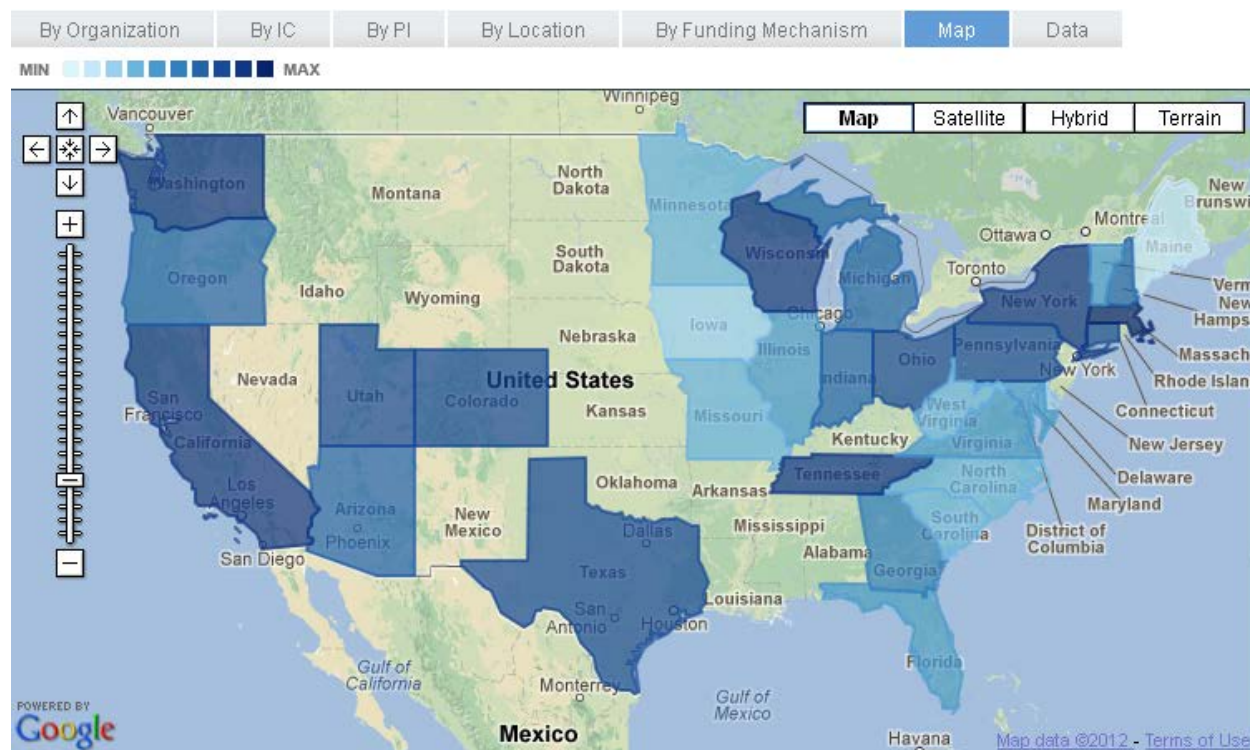 By Organization
By IC
By PI
By Location
By Funding Mechanism
Map
Data
MIN
MAX
Map
Satellite
Hybrid
Terrain
Vancouver
Winnipeg
Washington
Montana
North
Dakota
Minnesota
Ottawa
Montreal
New
Brunswi
Maine
Oregon
Idaho
Wyoming
South
Dakota
Wisconsin
Michigan
Toronto
New York
Verm
New
Hamps
Massach
Rhode Islan
Connecticut
New Jersey
Delaware
Maryland
District of
Columbia
Nebraska
Iowa
Chicago
Illinois
Indiana
Ohio
Pennsylvania
New York
Nevada
Utah
Colorado
United States
Kansas
Missouri
West
Virginia
Virginia
Kentucky
San
Francisco
California
Los
Angeles
San Diego
Arizona
Phoenix
New
Mexico
Oklahoma
Arkansas
Tennessee
North
Carolina
South
Carolina
Mississippi
Alabama
Georgia
Dallas
Texas
San
Antonio
Houston
Louisiana
Florida
Gulf of
California
Monterrey
Gulf of
Mexico
Mexico
Havana
POWERED BY
Google
Map data ©2012 - Terms of Use